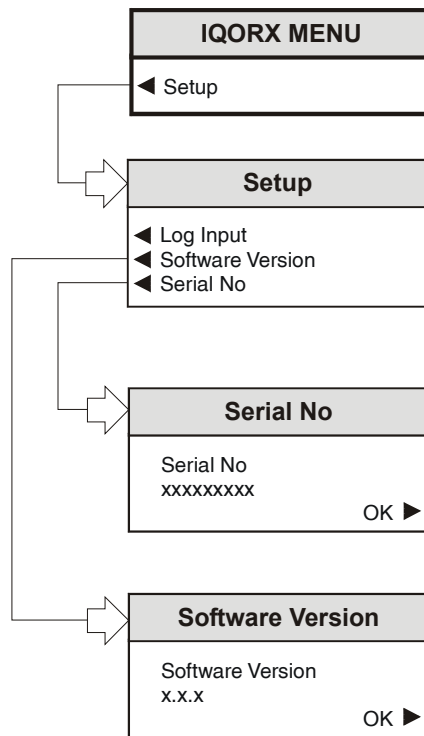 IQORX MENU
◀ Setup
Setup
◀ Log Input
◀ Software Version
◀ Serial No
Serial No
Serial No
xxxxxxxxx
OK ▶
Software Version
Software Version
x.x.x
OK ▶